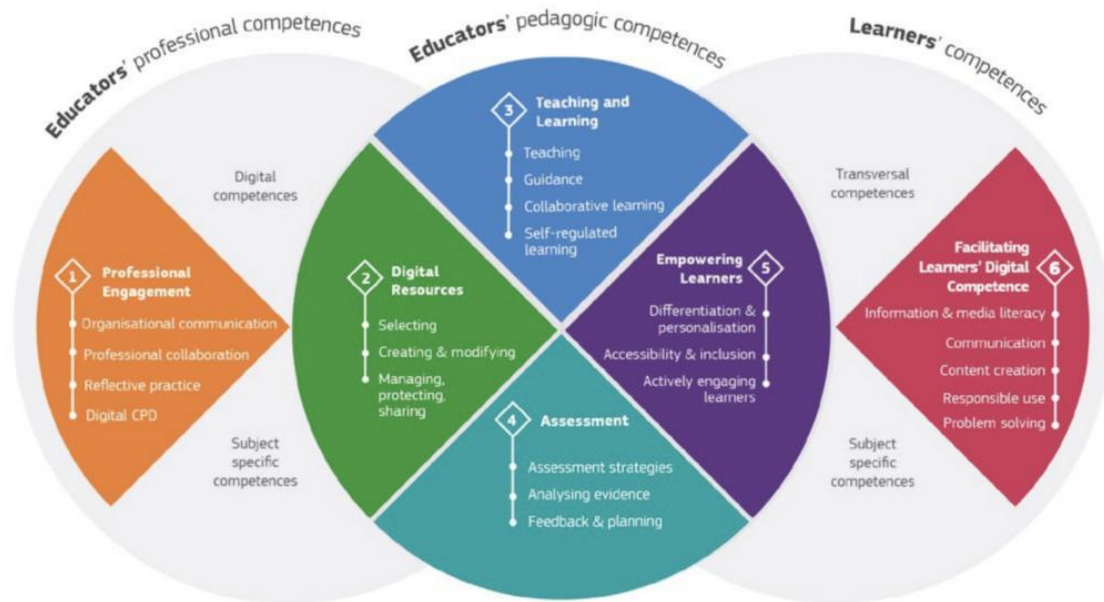 Educators' professional competences
Educators' pedagogic competences
Learners' competences
Digital
competences
Transversal
competences
Subject
specific
competences
Subject
specific
competences
1
Professional
Engagement
Organisational communication
Professional collaboration
Reflective practice
Digital CPD
2
Digital
Resources
Selecting
Creating & modifying
Managing,
protecting,
sharing
3
Teaching and
Learning
Teaching
Guidance
Collaborative learning
Self-regulated
learning
4
Assessment
Assessment strategies
Analysing evidence
Feedback & planning
Empowering
Learners
5
Differentiation &
personalisation
Accessibility & inclusion
Actively engaging
learners
Facilitating
Learners' Digital
Competence
6
Information & media literacy
Communication
Content creation
Responsible use
Problem solving